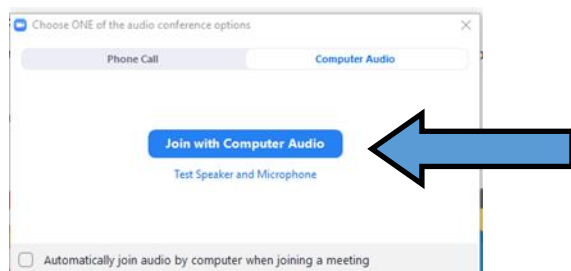 Choose ONE of the audio conference options
Phone Call
Computer Audio
Join with Computer Audio
Test Speaker and Microphone
Automatically join audio by computer when joining a meeting